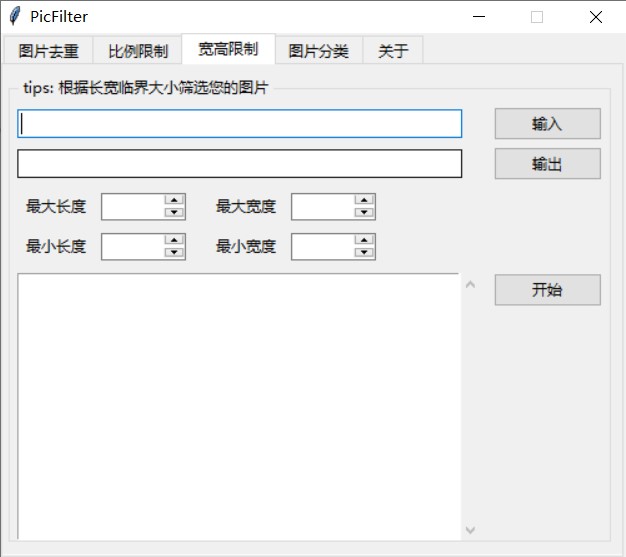 PicFilter
图片去重 比例限制 宽高限制 图片分类 关于
tips: 根据长宽临界大小筛选您的图片
输入
输出
最大长度 最大宽度
最小长度 最小宽度
开始